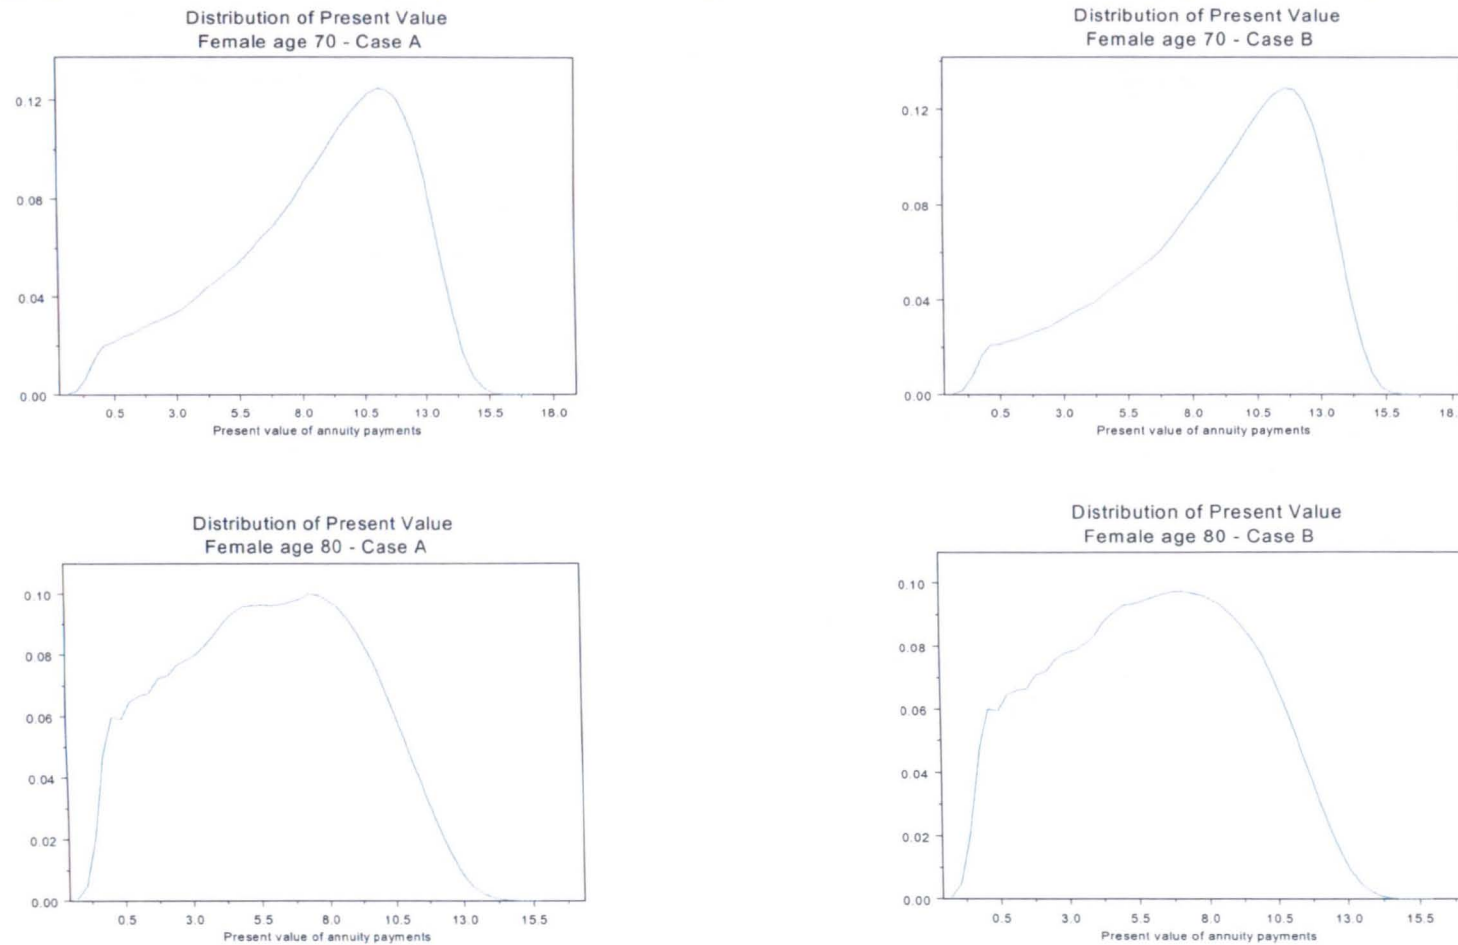 Distribution of Present Value
Female age 70 - Case A
0.12
0.08
0.04
0.00
0.5 3.0 5.5 8.0 10.5 13.0 15.5 18.0
Present value of annuity payments
Distribution of Present Value
Female age 70 - Case B
0.12
0.08
0.04
0.00
0.5 3.0 5.5 8.0 10.5 13.0 15.5 18.
Present value of annuity payments
Distribution of Present Value
Female age 80 - Case A
0.10
0.08
0.06
0.04
0.02
0.00
0.5 3.0 5.5 8.0 10.5 13.0 15.5
Present value of annuity payments
Distribution of Present Value
Female age 80 - Case B
0.10
0.08
0.06
0.04
0.02
0.00
0.5 3.0 5.5 8.0 10.5 13.0 15.5
Present value of annuity payments